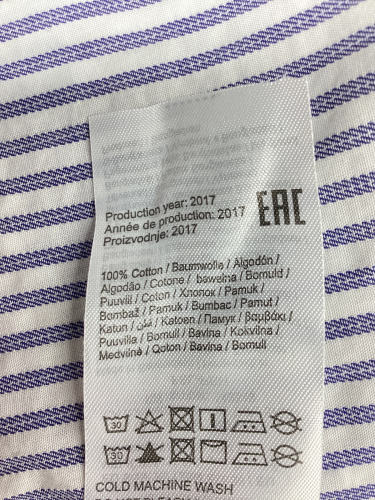 Production year: 2017
Année de production: 2017
Proizvodnje: 2017
EAC
100% Cotton / Baumwolle / Algodón /
Algodão / Cotone / bawełna / Bomuld /
Puuvill / Coton / Хлопок / Pamuk /
Bombaž / Pamuk / Bumbac / Pamut /
Katun / قطن / Katoen / Памук / βαμβάκι /
Puuvilla / Bomull / Bavlna / Kokvilna /
Medvilnė / Qoton / Bavlna / Bomull
30
30
COLD MACHINE WASH